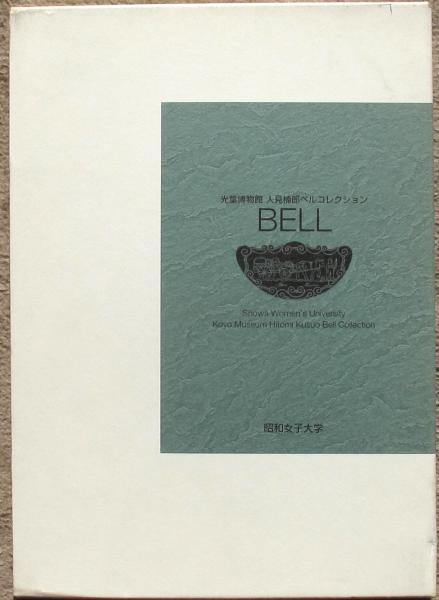 光葉博物館 人見楠郎ベルコレクション
BELL
Showa Women's University
Koyo Museum Hitomi Kusuo Bell Collection
昭和女子大学